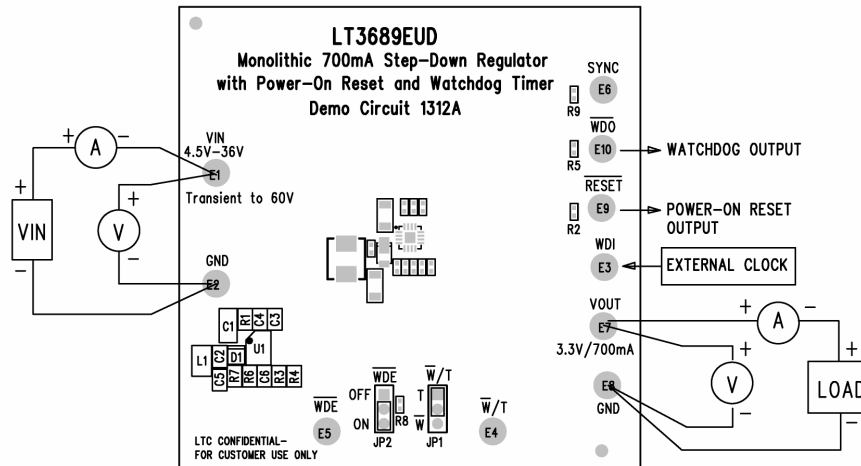 LT3689EUD
Monolithic 700mA Step-Down Regulator
with Power-On Reset and Watchdog Timer
Demo Circuit 1312A
SYNC
E6
R9
WDO
E10
R5
WATCHDOG OUTPUT
RESET
E9
R2
POWER-ON RESET
OUTPUT
WDI
E3
EXTERNAL CLOCK
VOUT
E7
3.3V/700mA
E8
GND
+
A
-
+
V
-
+
LOAD
-
+
A
-
VIN
4.5V-36V
E1
Transient to 60V
+
VIN
-
+
V
-
GND
E2
C1
R1
C4
C3
L1
C2
D1
U1
C5
R7
R6
C6
R3
R4
WDE
E5
WDE
OFF
ON
R8
JP2
W/T
T
W
JP1
W/T
E4
LTC CONFIDENTIAL-
FOR CUSTOMER USE ONLY